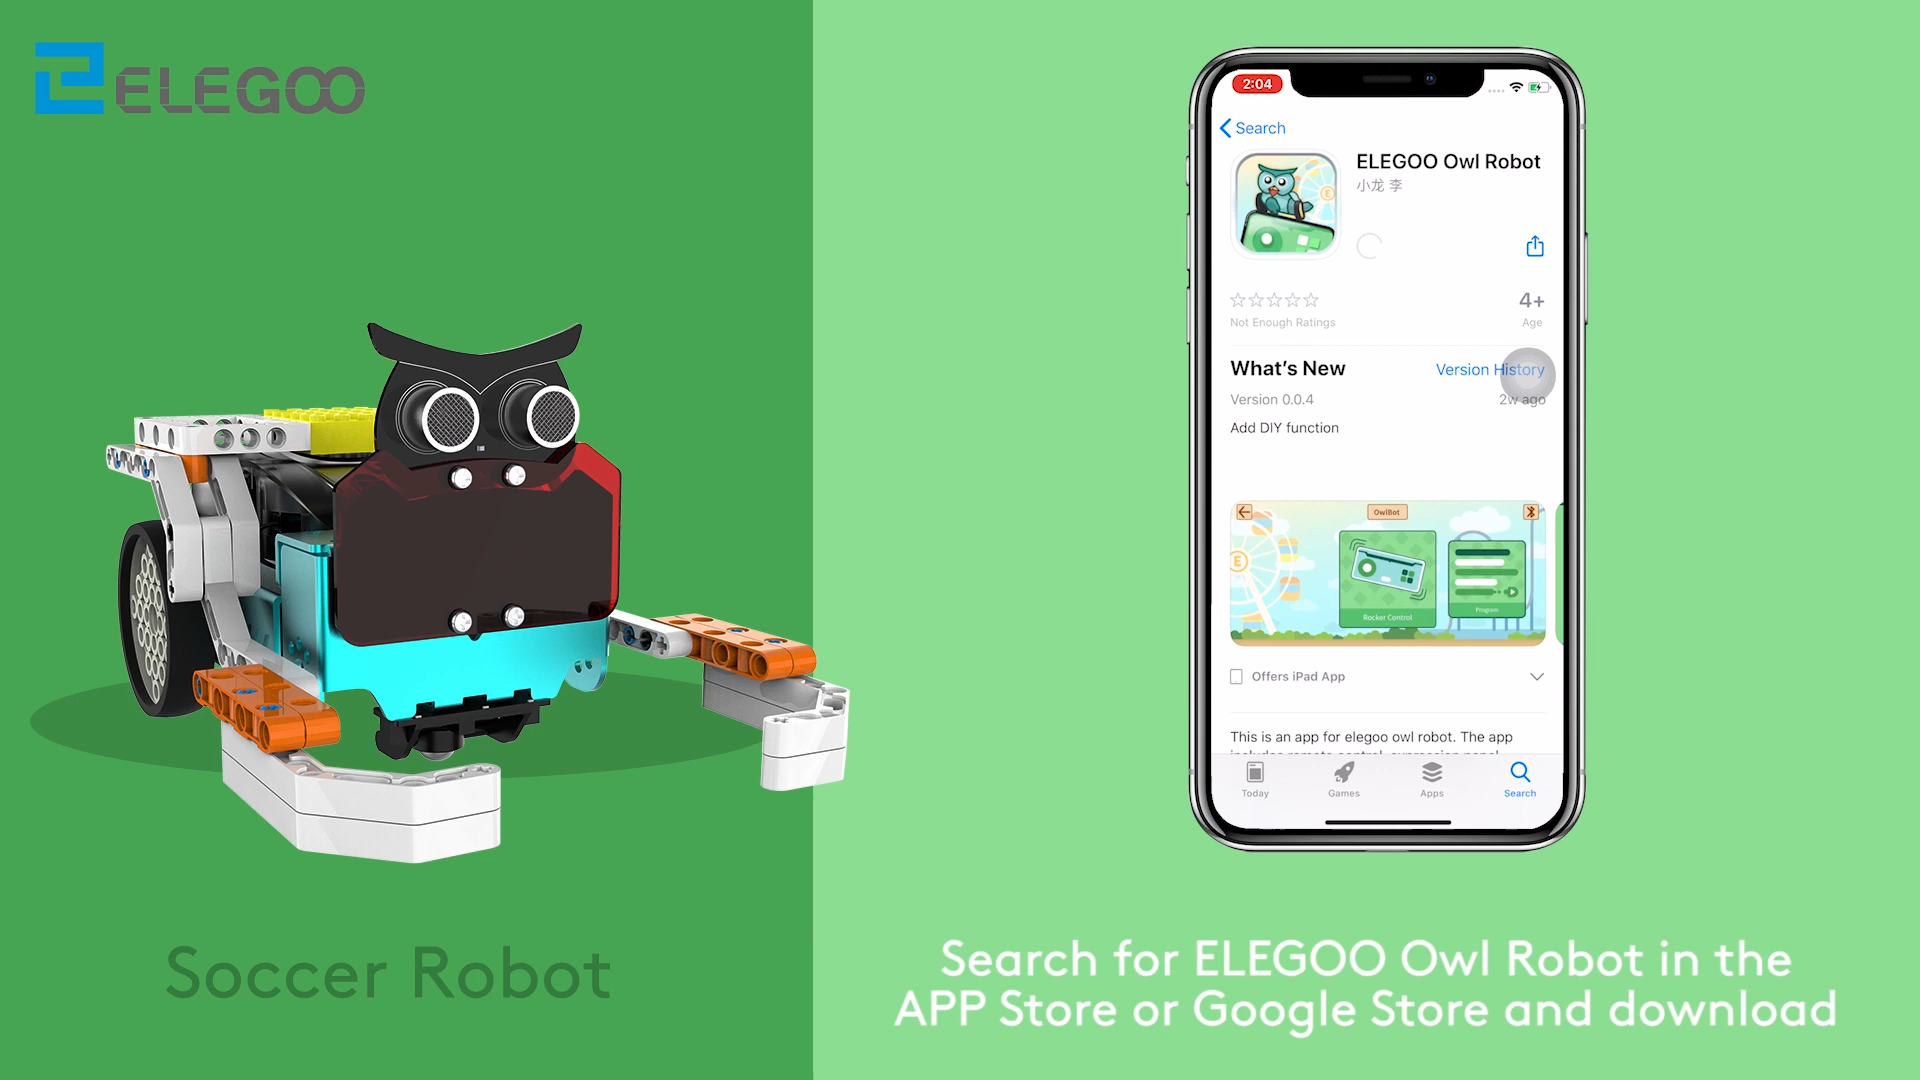 ELEGOO
Soccer Robot
2:04
Search
ELEGOO Owl Robot
小龙 李
4+
Not Enough Ratings
Age
What's New
Version History
Version 0.0.4
2w ago
Add DIY function
OwlBot
E
Rocker Control
Program
Offers iPad App
This is an app for elegoo owl robot. The app
Today
Games
Apps
Search
Search for ELEGOO Owl Robot in the
APP Store or Google Store and download